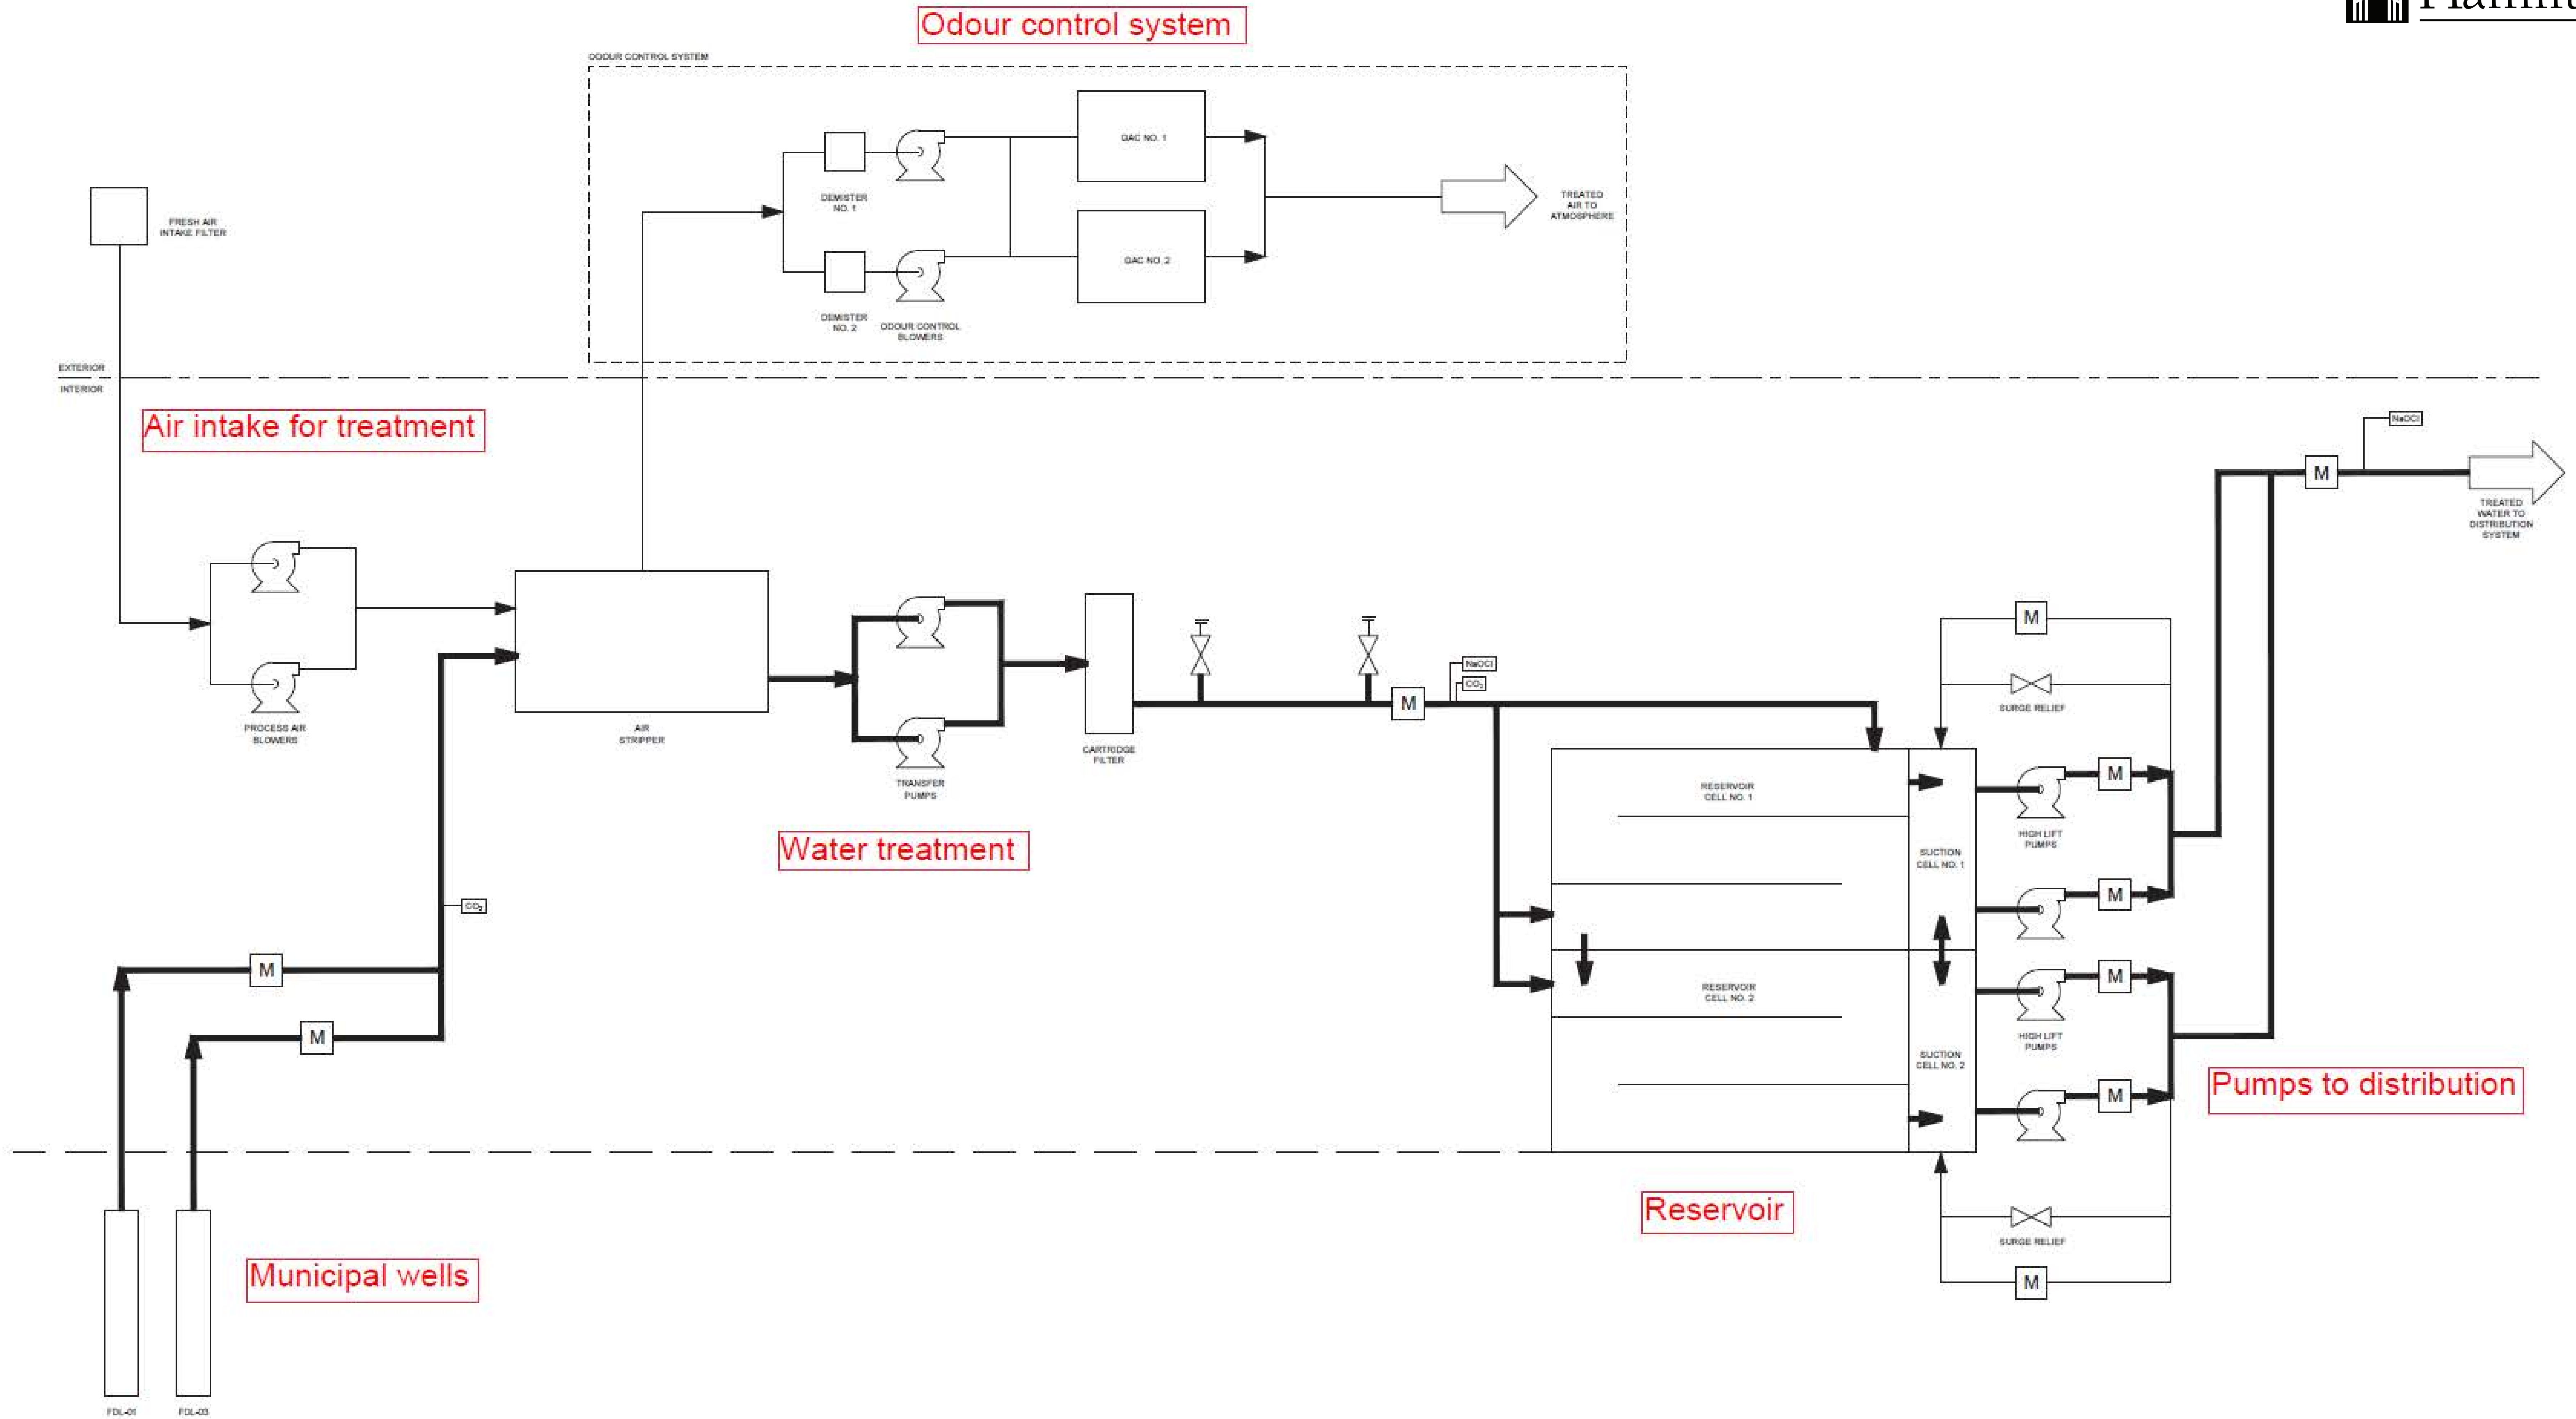 Odour control system
ODOUR CONTROL SYSTEM
GAC NO. 1
DEMISTER
NO. 1
FRESH AIR
INTAKE FILTER
TREATED
AIR TO
ATMOSPHERE
GAC NO. 2
DEMISTER
NO. 2
ODOUR CONTROL
BLOWERS
EXTERIOR
INTERIOR
Air intake for treatment
NaOCl
M
TREATED
WATER TO
DISTRIBUTION
SYSTEM
M
NaOCl
CO2
M
SURGE RELIEF
PROCESS AIR
BLOWERS
AIR
STRIPPER
CARTRIDGE
FILTER
TRANSFER
PUMPS
M
RESERVOIR
CELL NO. 1
HIGH LIFT
PUMPS
Water treatment
SUCTION
CELL NO. 1
M
CO2
M
M
RESERVOIR
CELL NO. 2
M
HIGH LIFT
PUMPS
SUCTION
CELL NO. 2
M
Pumps to distribution
Reservoir
SURGE RELIEF
Municipal wells
M
FDL-01
FDL-03